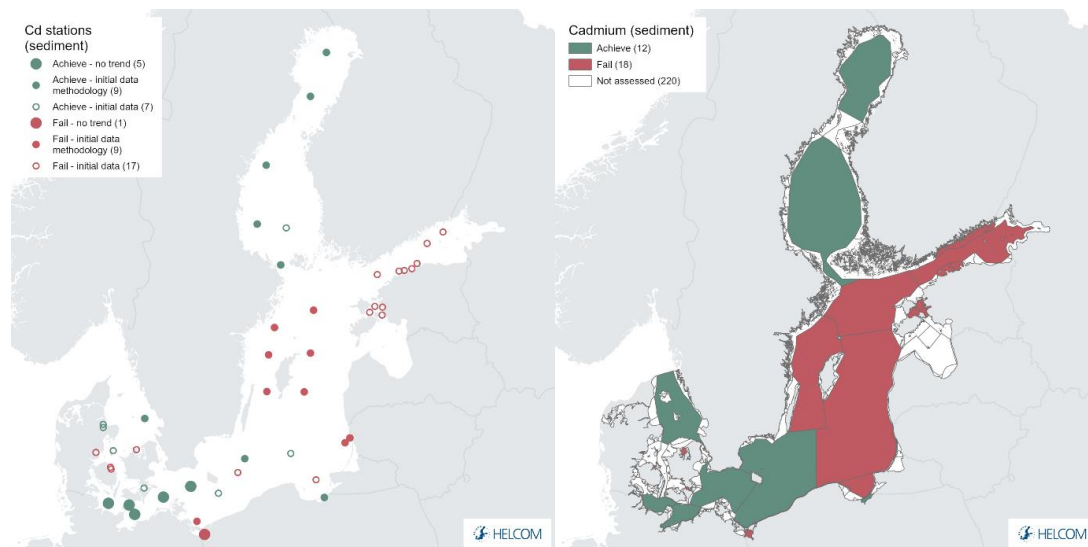 Cd stations
(sediment)
Achieve - no trend (5)
Achieve - initial data
methodology (9)
Achieve - initial data (7)
Fail - no trend (1)
Fail - initial data
methodology (9)
Fail - initial data (17)
HELCOM
Cadmium (sediment)
Achieve (12)
Fail (18)
Not assessed (220)
HELCOM